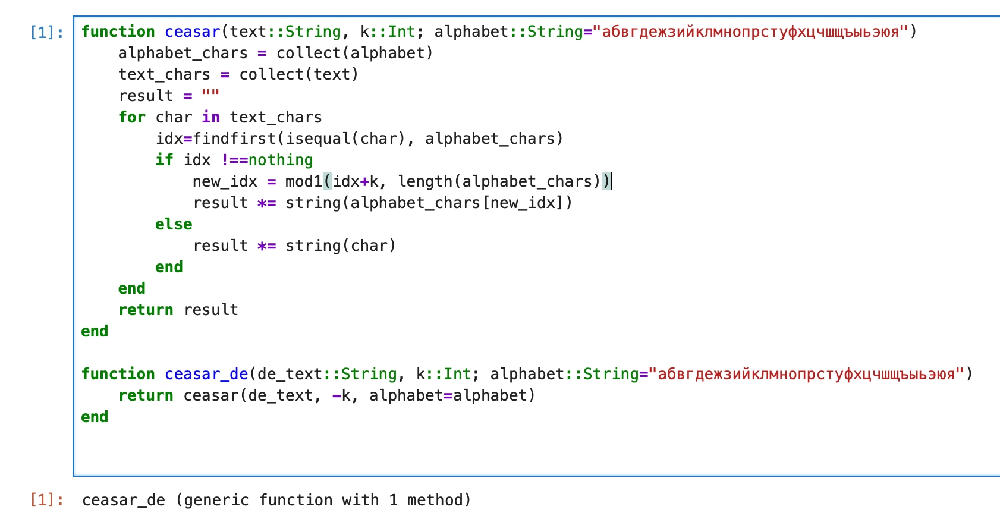 [1]: function ceasar(text::String, k::Int; alphabet::String="абвгдежзийклмнопрстуфхцчшщъыьэюя")
    alphabet_chars = collect(alphabet)
    text_chars = collect(text)
    result = ""
    for char in text_chars
        idx=findfirst(isequal(char), alphabet_chars)
        if idx !==nothing
            new_idx = mod1(idx+k, length(alphabet_chars))
            result *= string(alphabet_chars[new_idx])
        else
            result *= string(char)
        end
    end
    return result
end
function ceasar_de(de_text::String, k::Int; alphabet::String="абвгдежзийклмнопрстуфхцчшщъыьэюя")
    return ceasar(de_text, -k, alphabet=alphabet)
end
[1]: ceasar_de (generic function with 1 method)